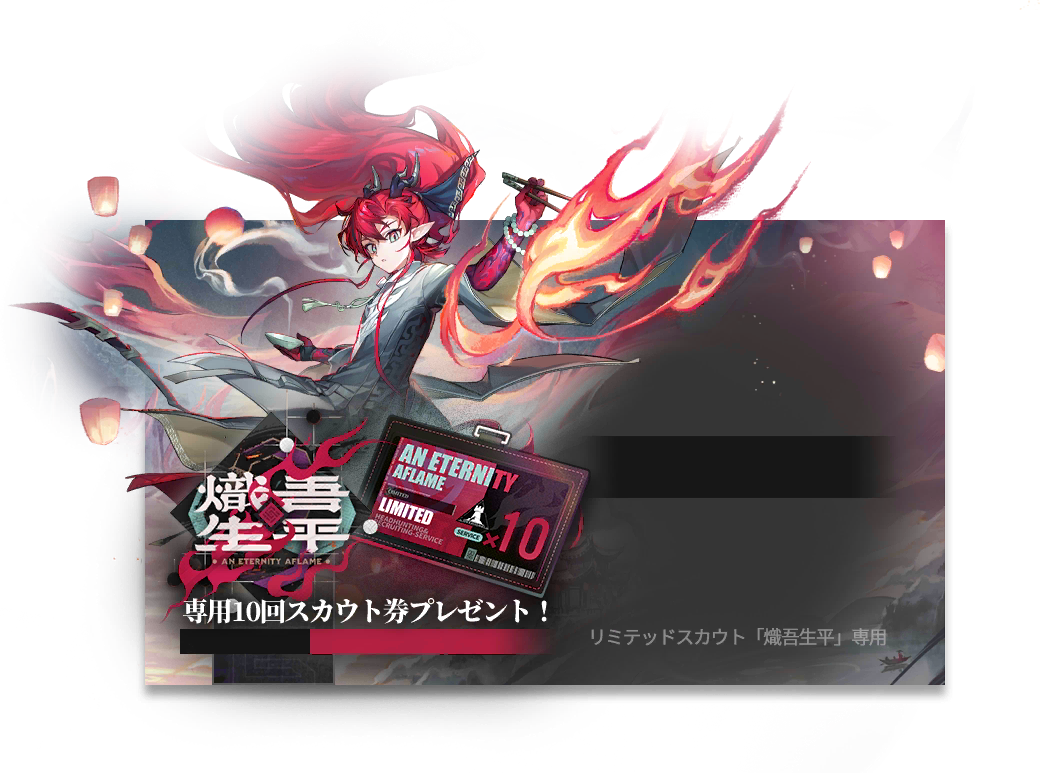 熾吾
生平
AN ETERNITY AFLAME
AN ETERNITY
AFLAME
LIMITED
LIMITED
HEADHUNTING&
RECRUITING-SERVICE
SERVICE
×10
専用10回スカウト券プレゼント！
リミテッドスカウト「熾吾生平」専用